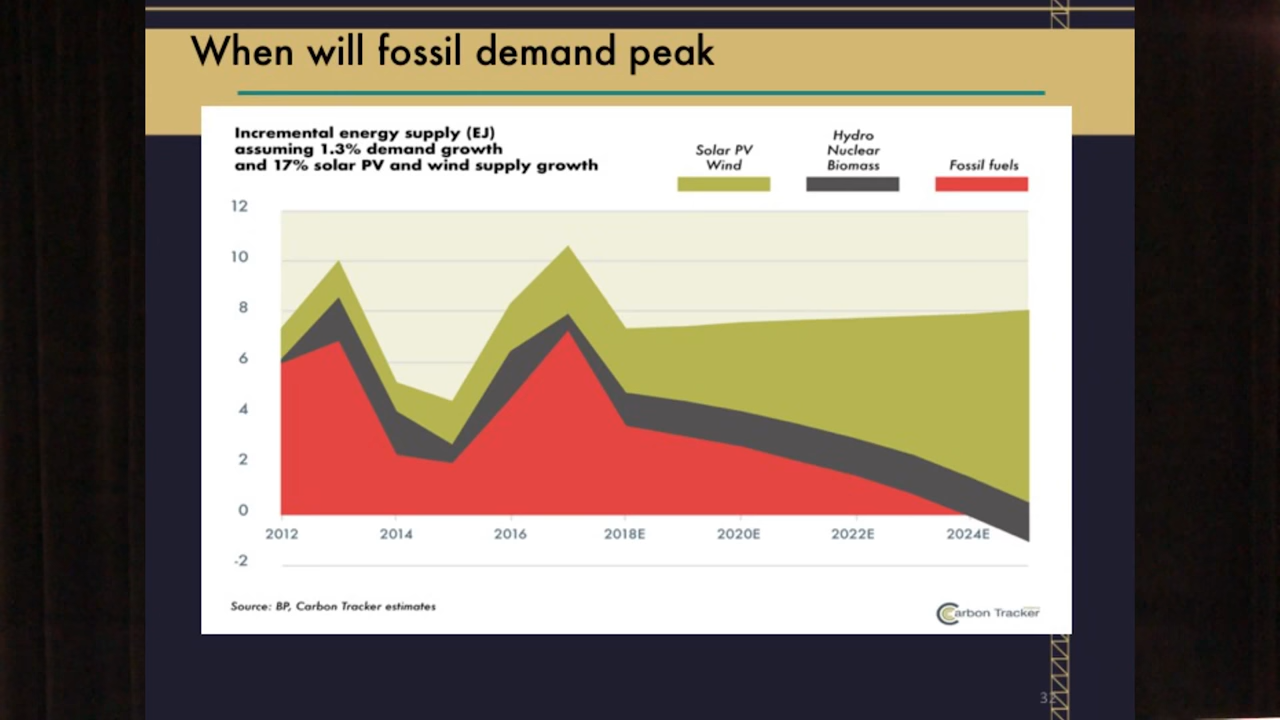 When will fossil demand peak
Incremental energy supply (EJ)
assuming 1.3% demand growth
and 17% solar PV and wind supply growth
Solar PV
Wind
Hydro
Nuclear
Biomass
Fossil fuels
12
10
8
6
4
2
0
-2
2012
2014
2016
2018E
2020E
2022E
2024E
Source: BP, Carbon Tracker estimates
Carbon Tracker